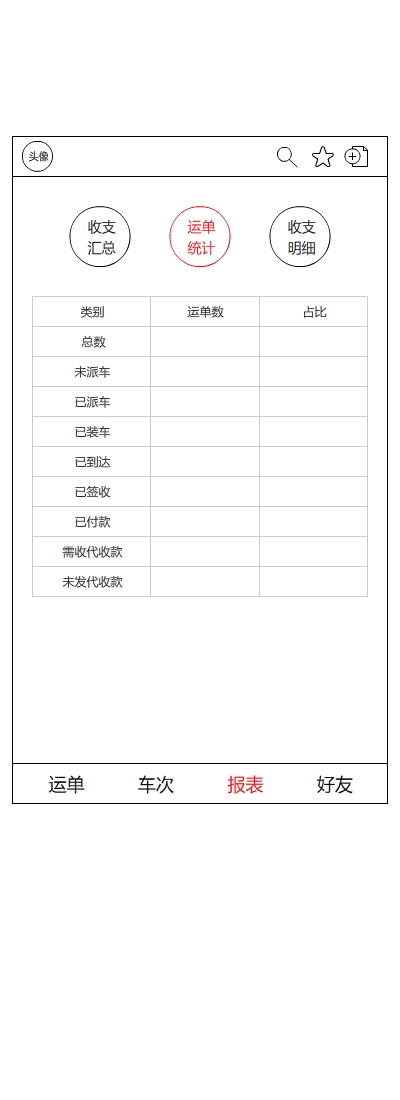 头像
收支 运单 收支
汇总 统计 明细
类别 运单数 占比
总数
未派车
已派车
已装车
已到达
已签收
已付款
需收代收款
未发代收款
运单 车次 报表 好友